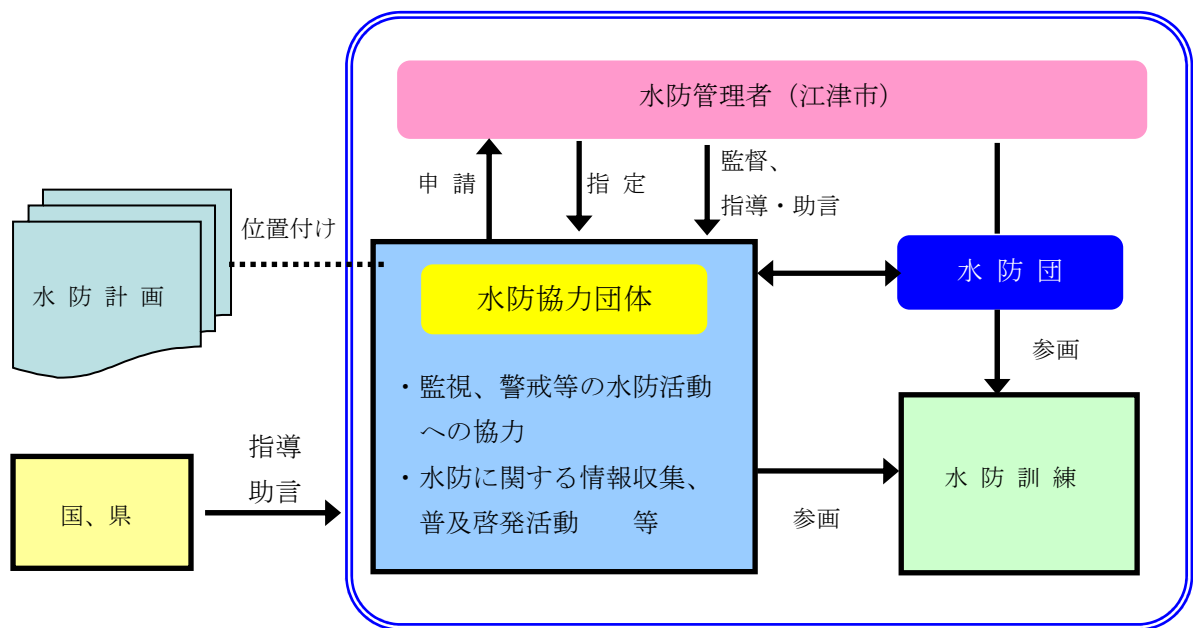 水防管理者（江津市）
申 請
指 定
監督、
指導・助言
位置付け
水 防 計 画
水 防 団
水防協力団体
・監視、警戒等の水防活動
への協力
・水防に関する情報収集、
普及啓発活動　　等
参画
指導
助言
国、県
参画
水 防 訓 練